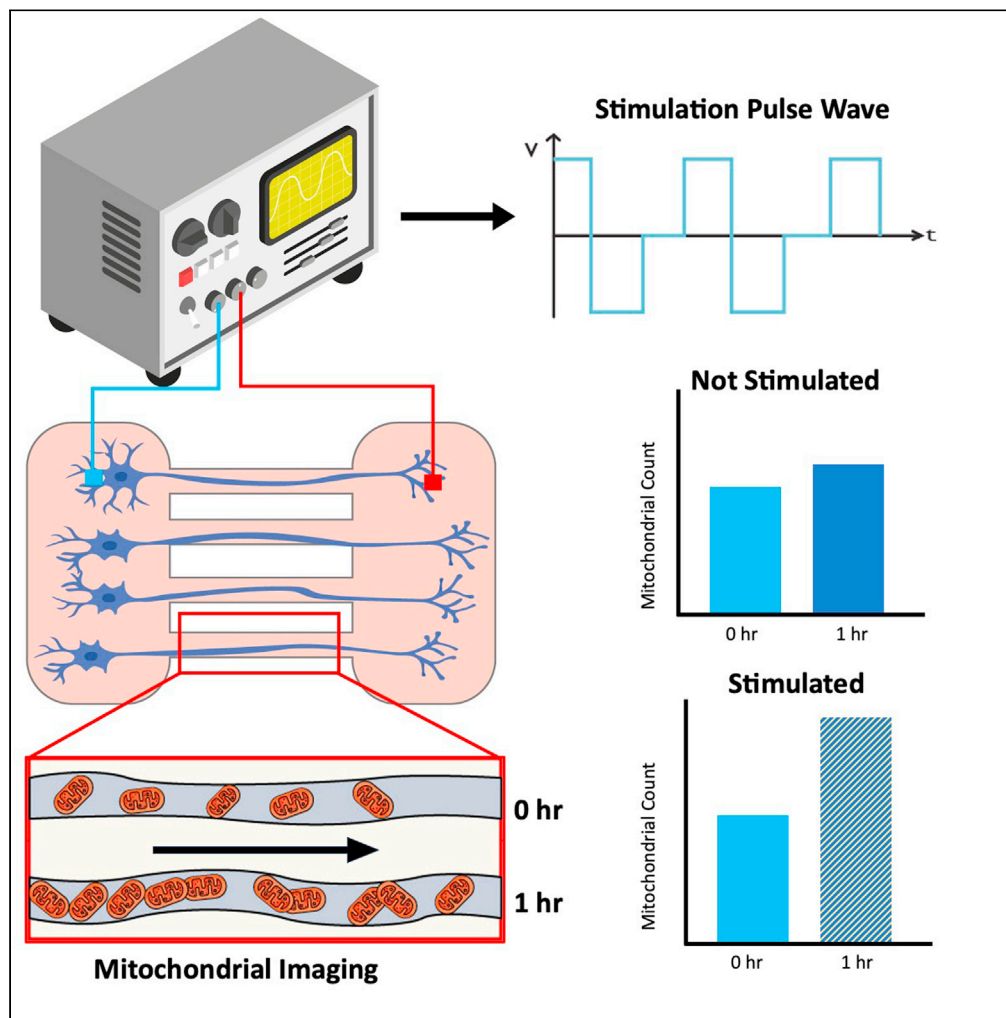 Stimulation Pulse Wave
V
t
Not Stimulated
Mitochondrial Count
0 hr
1 hr
Stimulated
Mitochondrial Count
0 hr
1 hr
0 hr
1 hr
Mitochondrial Imaging